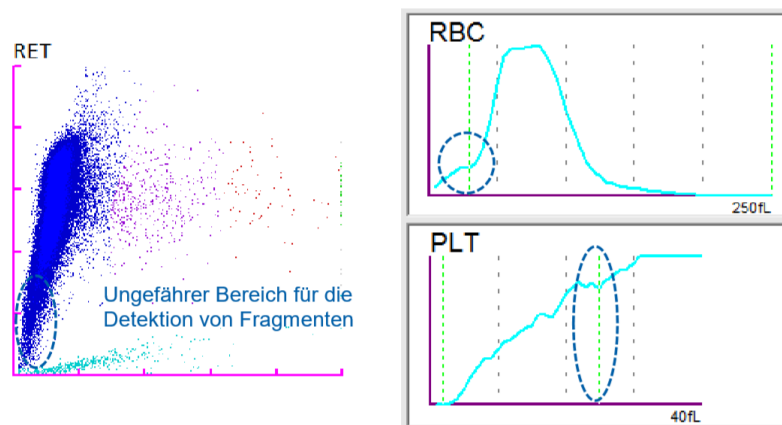 RET
Ungefährer Bereich für die
Detektion von Fragmenten
RBC
250fL
PLT
40fL